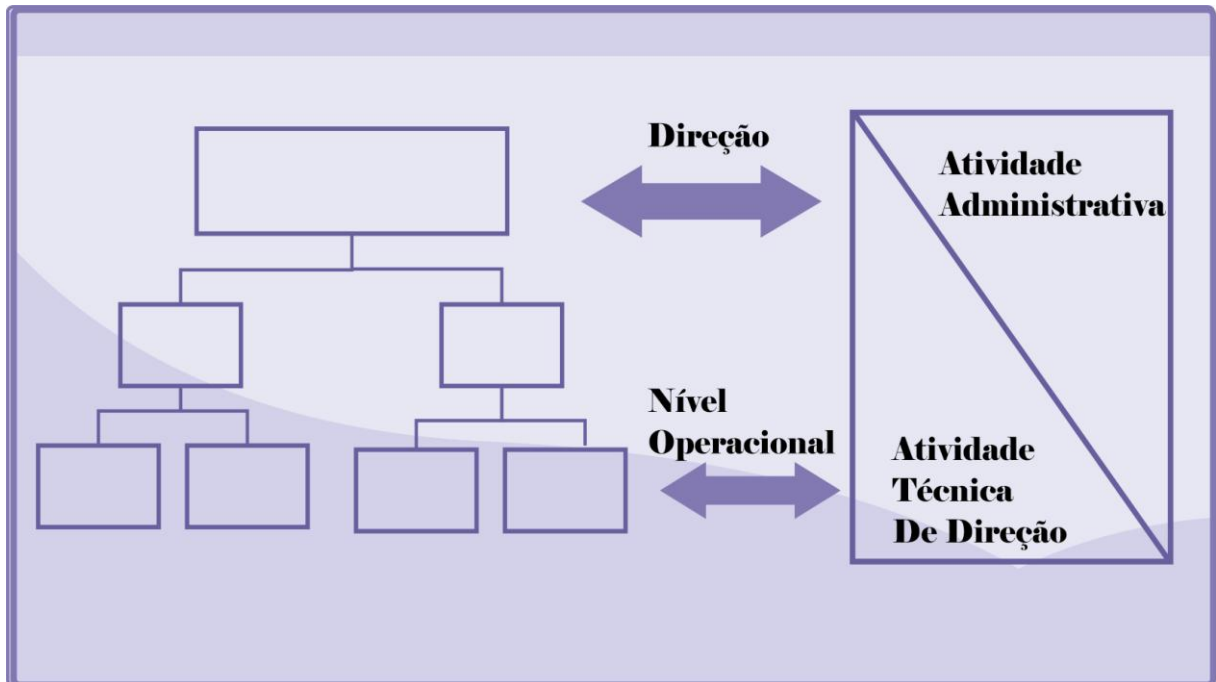 Direção
Atividade
Administrativa
Nível
Operacional
Atividade
Técnica
De Direção